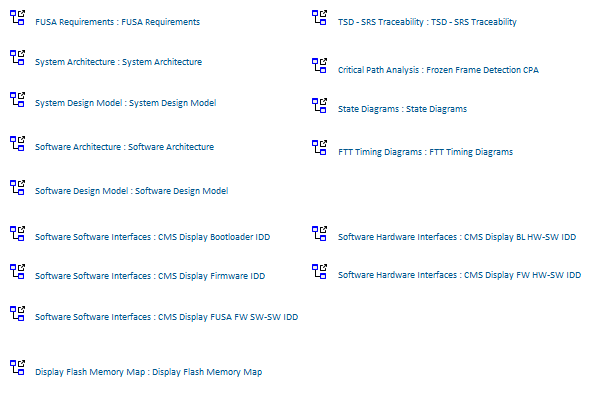 FUSA Requirements : FUSA Requirements
TSD - SRS Traceability : TSD - SRS Traceability
System Architecture : System Architecture
Critical Path Analysis : Frozen Frame Detection CPA
System Design Model : System Design Model
State Diagrams : State Diagrams
Software Architecture : Software Architecture
FTT Timing Diagrams : FTT Timing Diagrams
Software Design Model : Software Design Model
Software Software Interfaces : CMS Display Bootloader IDD
Software Hardware Interfaces : CMS Display BL HW-SW IDD
Software Software Interfaces : CMS Display Firmware IDD
Software Hardware Interfaces : CMS Display FW HW-SW IDD
Software Software Interfaces : CMS Display FUSA FW SW-SW IDD
Display Flash Memory Map : Display Flash Memory Map